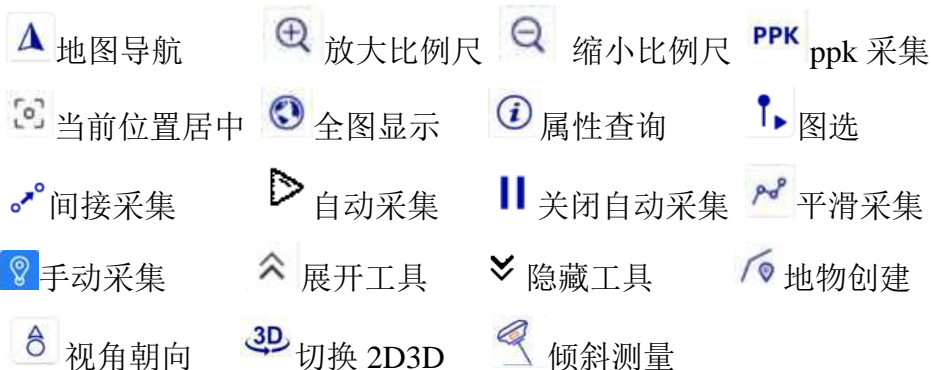 地图导航 放大比例尺 缩小比例尺 PPK ppk 采集
当前位置居中 全图显示 属性查询 图选
间接采集 自动采集 关闭自动采集 平滑采集
手动采集 展开工具 隐藏工具 地物创建
视角朝向 3D 切换 2D3D 倾斜测量